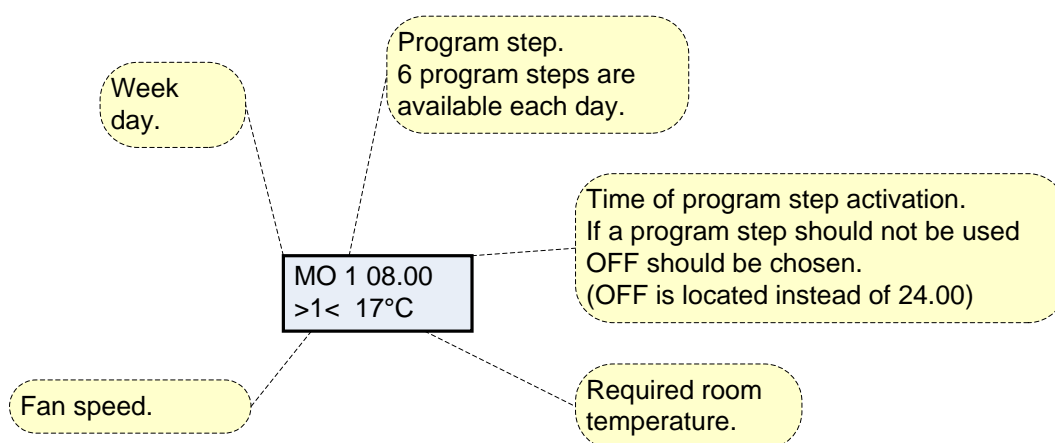 Program step.
6 program steps are
available each day.
Week
day.
Time of program step activation.
If a program step should not be used
OFF should be chosen.
(OFF is located instead of 24.00)
MO 1 08.00
>1<  17°C
Fan speed.
Required room
temperature.